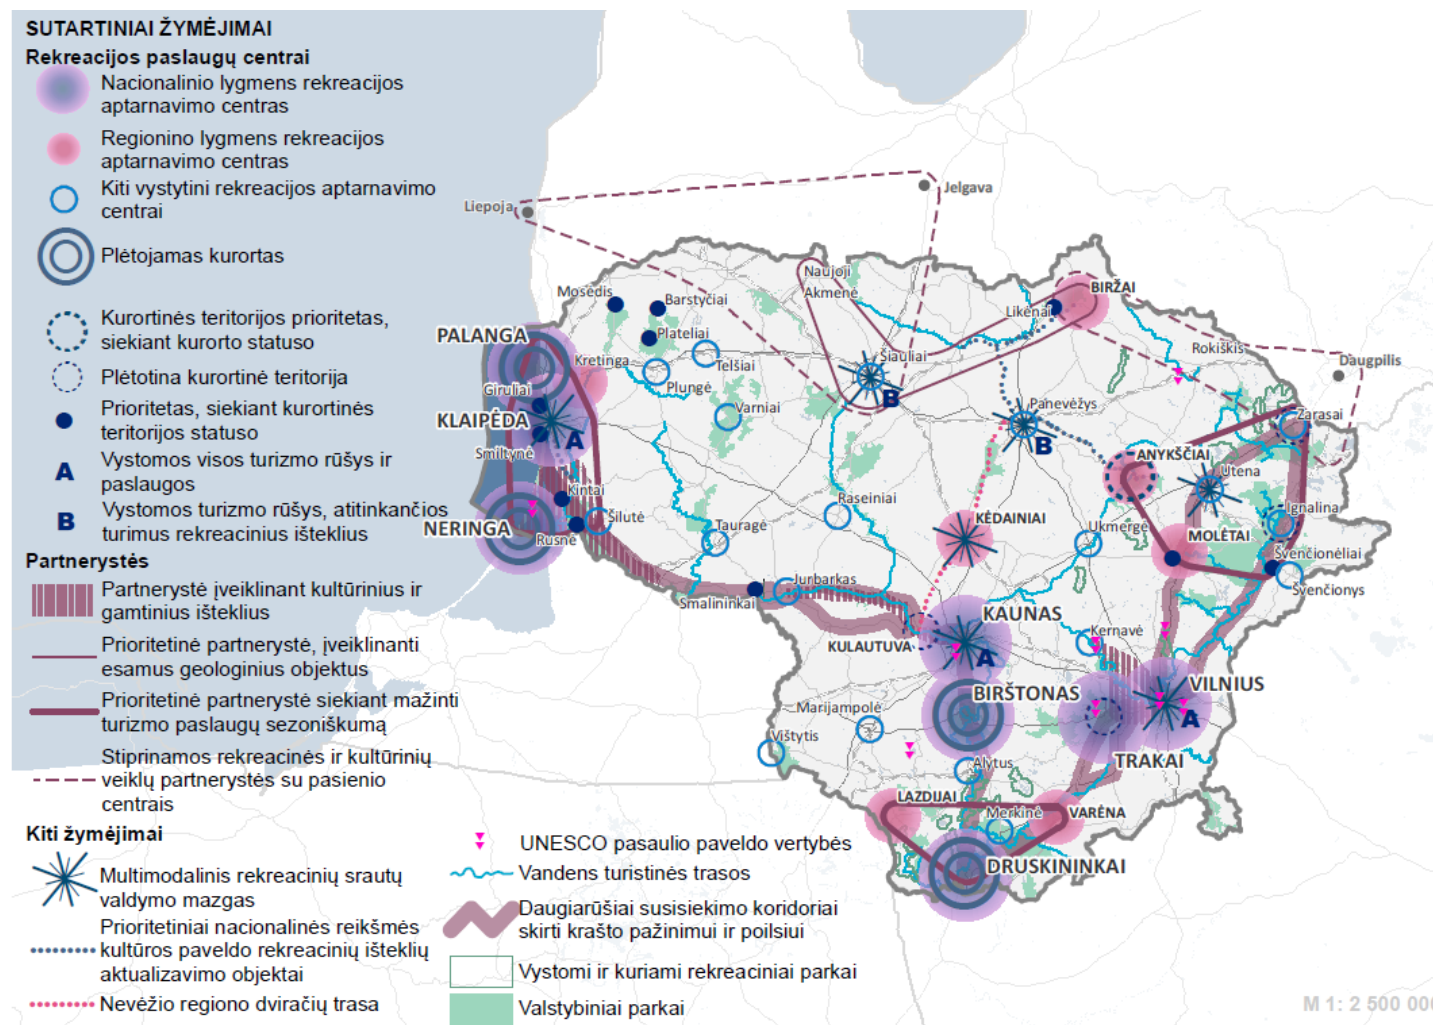 SUTARTINIAI ŽYMĖJIMAI
Rekreacijos paslaugų centrai
Nacionalinio lygmens rekreacijos
aptarnavimo centras
Regionino lygmens rekreacijos
aptarnavimo centras
Kiti vystytini rekreacijos aptarnavimo
centrai
Plėtojamas kurortas
Kurortinės teritorijos prioritetas,
siekiant kurorto statuso
Plėtotina kurortinė teritorija
Prioritetas, siekiant kurortinės
teritorijos statuso
A
Vystomos visos turizmo rūšys ir
paslaugos
B
Vystomos turizmo rūšys, atitinkančios
turimus rekreacinius išteklius
Partnerystės
Partnerystė įveiklinant kultūrinius ir
gamtinius išteklius
Prioritetinė partnerystė, įveiklinanti
esamus geologinius objektus
Prioritetinė partnerystė siekiant mažinti
turizmo paslaugų sezoniškumą
Stiprinamos rekreacinės ir kultūrinių
veiklų partnerystės su pasienio
centrais
Kiti žymėjimai
Multimodalinis rekreacinių srautų
valdymo mazgas
Prioritetiniai nacionalinės reikšmės
kultūros paveldo rekreacinių išteklių
aktualizavimo objektai
Nevėžio regiono dviračių trasa
UNESCO pasaulio paveldo vertybės
Vandens turistinės trasos
Daugiarūšiai susisiekimo koridoriai
skirti krašto pažinimui ir poilsiui
Vystomi ir kuriami rekreaciniai parkai
Valstybiniai parkai
Liepoja
Jelgava
Naujoji
Akmenė
Mosėdis
Barstyčiai
BIRŽAI
Likėnai
PALANGA
Plateliai
Kretinga
Telšiai
Šiauliai
Rokiškis
Daugpilis
Giruliai
Plungė
B
Panevėžys
Zarasai
KLAIPĖDA
A
Varniai
B
Smiltynė
ANYKŠČIAI
Utena
Kintai
Raseiniai
Ignalina
NERINGA
Rusnė
Šilutė
Tauragė
KĖDAINIAI
Ukmergė
MOLĖTAI
Švenčionėliai
Švenčionys
Smalininkai
Jurbarkas
KAUNAS
KULAUTUVA
A
Kernavė
BIRŠTONAS
VILNIUS
A
Marijampolė
Vištytis
TRAKAI
Alytus
LAZDIJAI
Merkinė
VARĖNA
DRUSKININKAI
M 1: 2 500 000